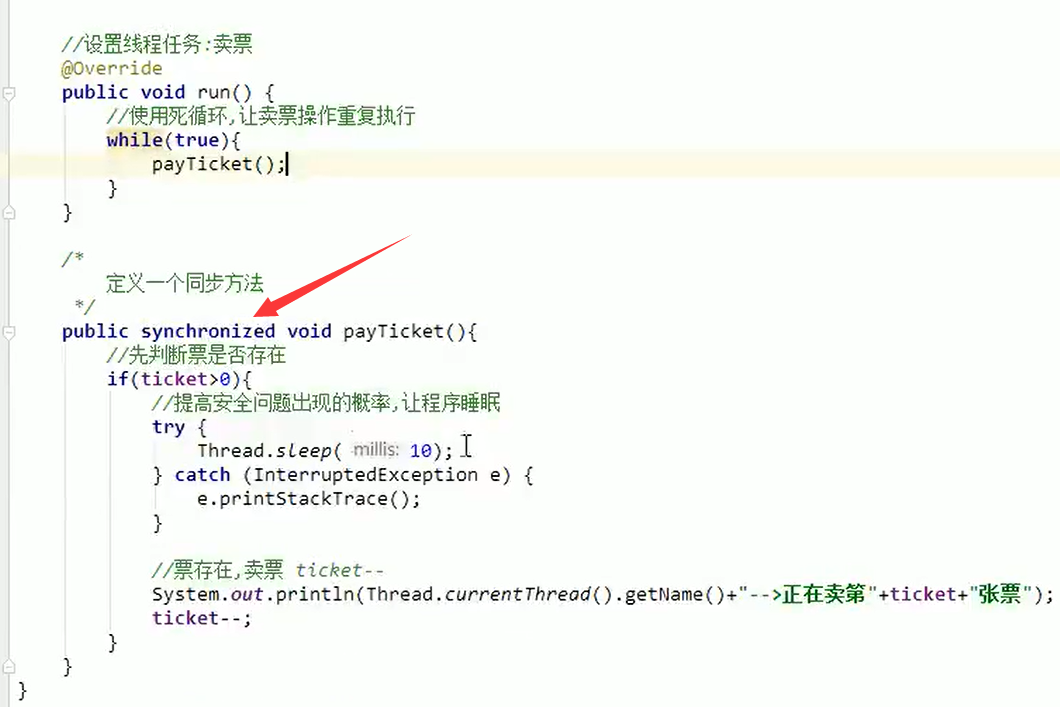 //设置线程任务:卖票
@Override
public void run() {
//使用死循环,让卖票操作重复执行
while(true){
payTicket();
}
}
/*
定义一个同步方法
*/
public synchronized void payTicket(){
//先判断票是否存在
if(ticket>0){
//提高安全问题出现的概率,让程序睡眠
try {
Thread.sleep( millis: 10);
} catch (InterruptedException e) {
e.printStackTrace();
}
//票存在,卖票 ticket--
System.out.println(Thread.currentThread().getName()+"-->正在卖第"+ticket+"张票");
ticket--;
}
}
}